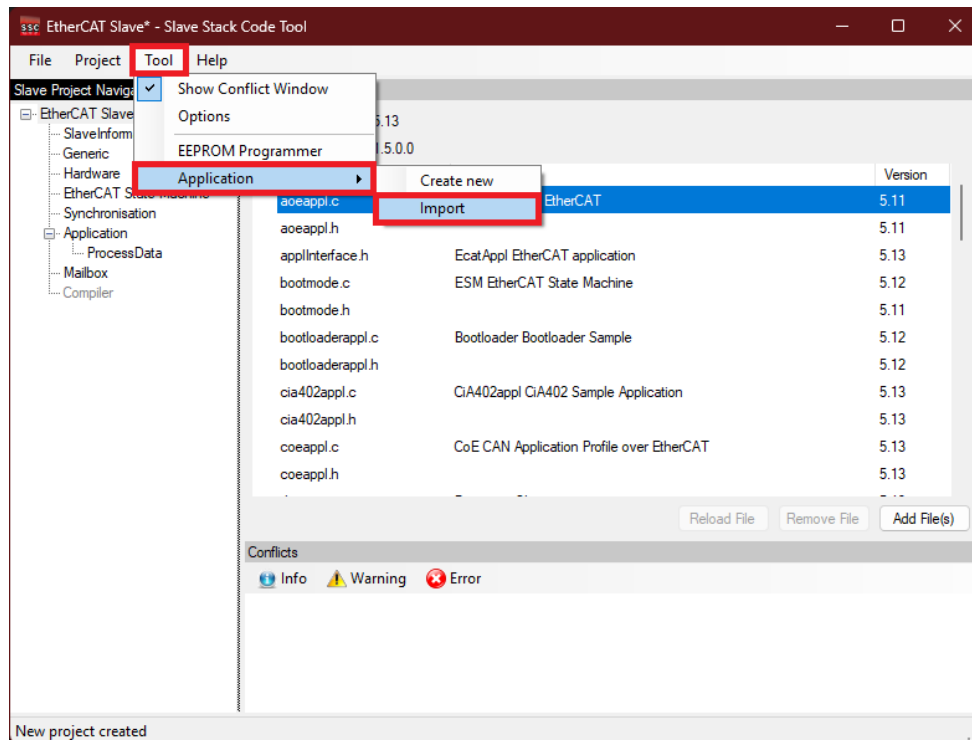 ssc EtherCAT Slave* - Slave Stack Code Tool
File Project Tool Help
Slave Project Naviga
Show Conflict Window
Options
EEPROM Programmer
Application
Create new
Import
EtherCAT Slave
SlaveInform
Generic
Hardware
EtherCAT State Machine
Synchronisation
Application
ProcessData
Mailbox
Compiler
5.13
1.5.0.0
Version
aoeappl.c EtherCAT 5.11
aoeappl.h 5.11
applInterface.h EcatAppl EtherCAT application 5.13
bootmode.c ESM EtherCAT State Machine 5.12
bootmode.h 5.11
bootloaderappl.c Bootloader Bootloader Sample 5.12
bootloaderappl.h 5.12
cia402appl.c CiA402appl CiA402 Sample Application 5.13
cia402appl.h 5.13
coeappl.c CoE CAN Application Profile over EtherCAT 5.13
coeappl.h 5.13
Reload File Remove File Add File(s)
Conflicts
Info Warning Error
New project created